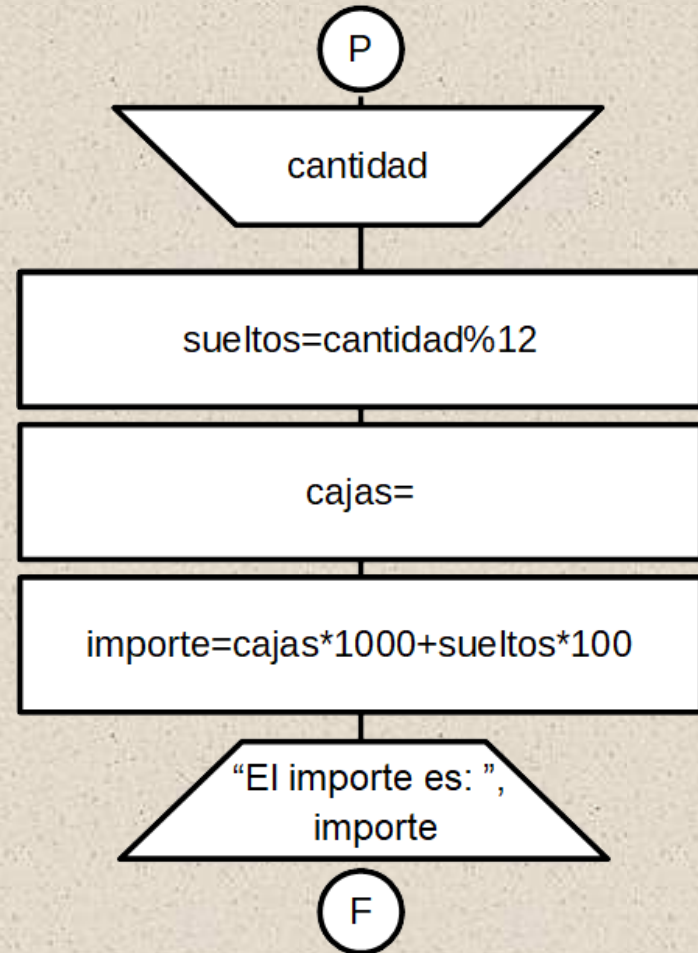 P
cantidad
sueltos=cantidad%12
cajas=
importe=cajas*1000+sueltos*100
“El importe es: ”,
importe
F